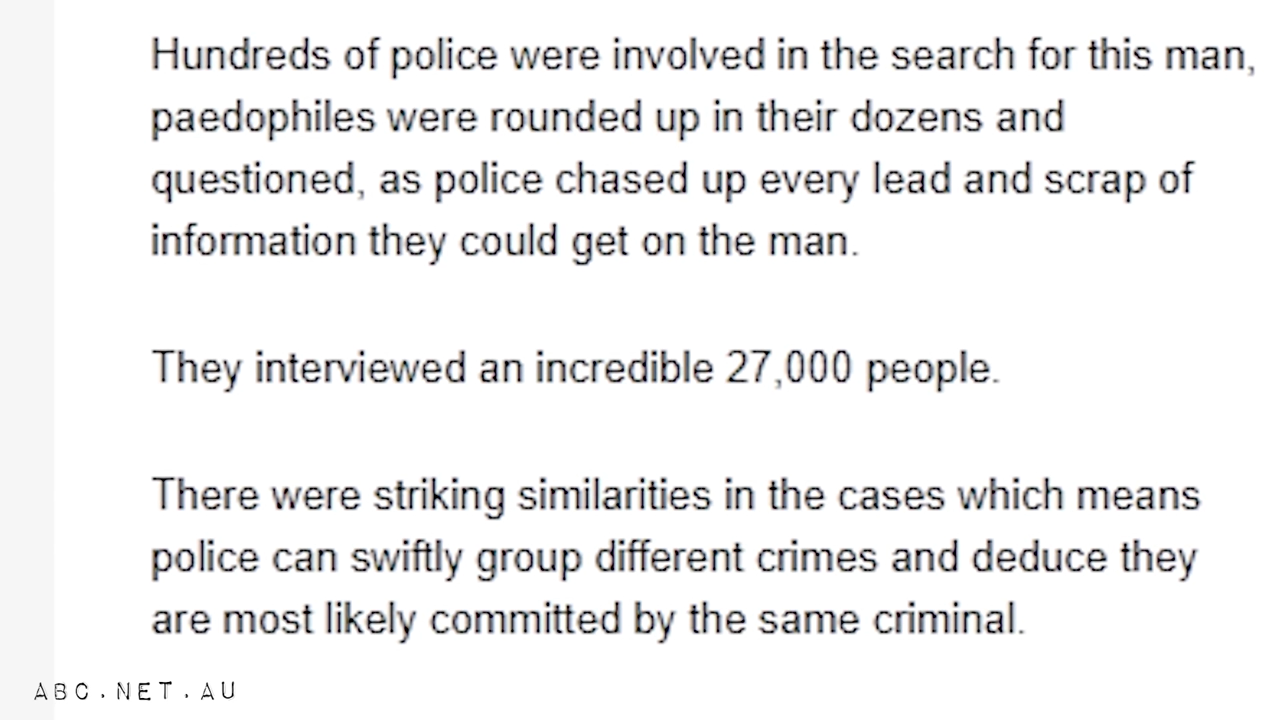 Hundreds of police were involved in the search for this man,
paedophiles were rounded up in their dozens and
questioned, as police chased up every lead and scrap of
information they could get on the man.
They interviewed an incredible 27,000 people.
There were striking similarities in the cases which means
police can swiftly group different crimes and deduce they
are most likely committed by the same criminal.
ABC.NET.AU